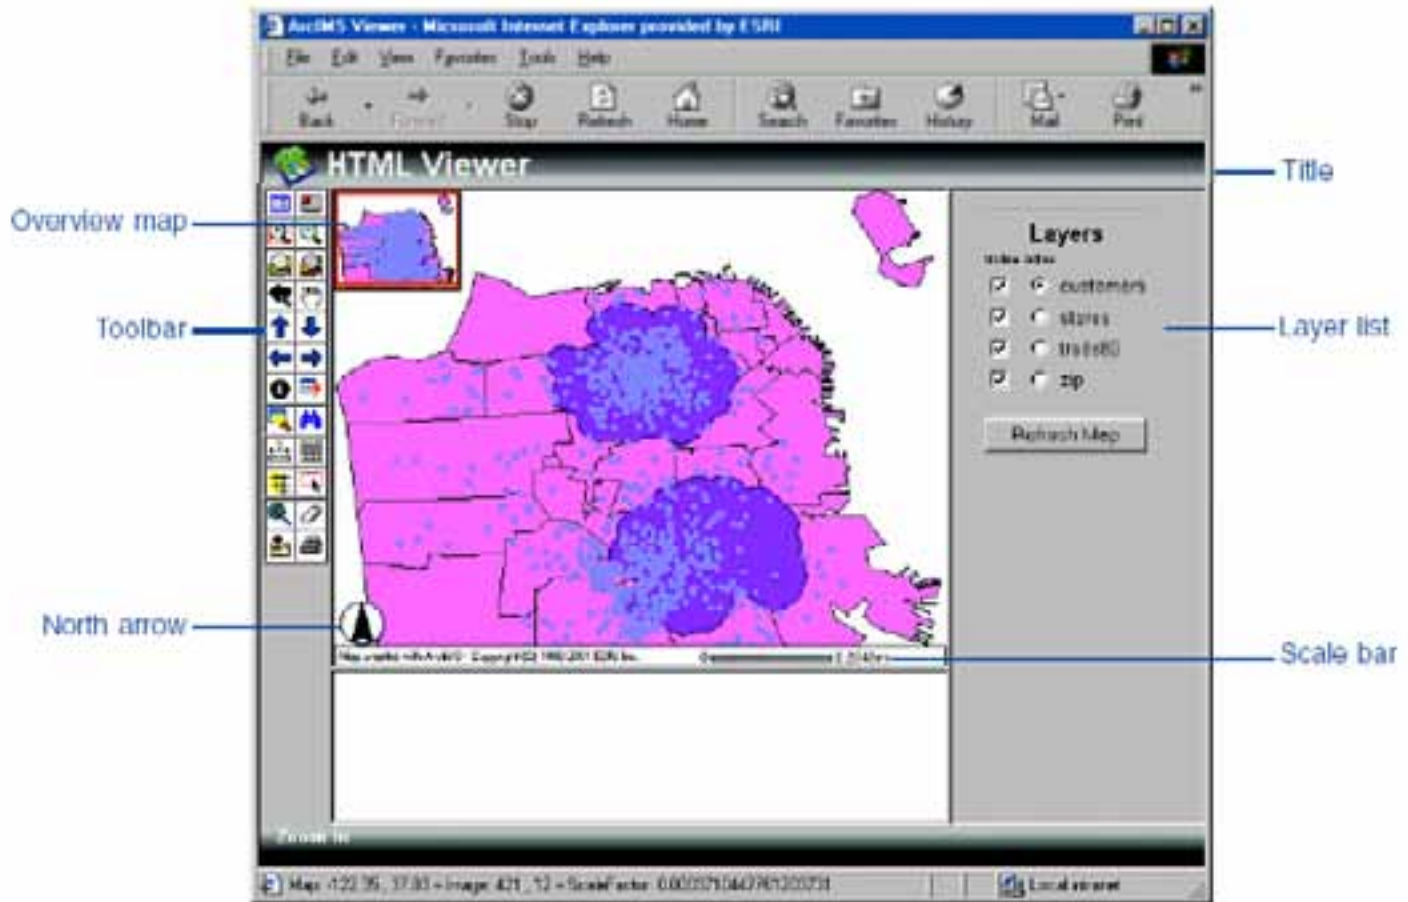 ArcIMS Viewer - Microsoft Internet Explorer provided by ESRI
File Edit View Favorites Tools Help
Back Forward Stop Refresh Home Search Favorites History Mail Print
HTML Viewer
Title
Overview map
Layers
customers
stores
zip
Toolbar
Layer list
Refresh Map
North arrow
Scale bar
Zoom In
Local intranet